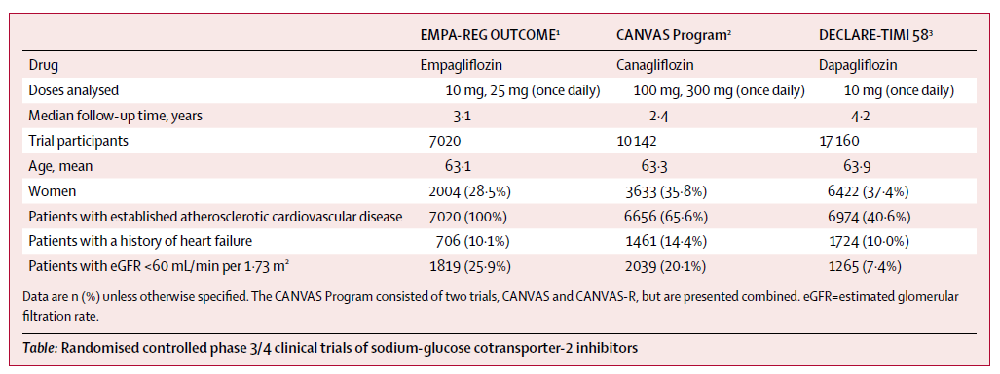 EMPA-REG OUTCOME¹ CANVAS Program² DECLARE-TIMI 58³
Drug Empagliflozin Canagliflozin Dapagliflozin
Doses analysed 10 mg, 25 mg (once daily) 100 mg, 300 mg (once daily) 10 mg (once daily)
Median follow-up time, years 3·1 2·4 4·2
Trial participants 7020 10 142 17 160
Age, mean 63·1 63·3 63·9
Women 2004 (28·5%) 3633 (35·8%) 6422 (37·4%)
Patients with established atherosclerotic cardiovascular disease 7020 (100%) 6656 (65·6%) 6974 (40·6%)
Patients with a history of heart failure 706 (10·1%) 1461 (14·4%) 1724 (10·0%)
Patients with eGFR <60 mL/min per 1·73 m² 1819 (25·9%) 2039 (20·1%) 1265 (7·4%)
Data are n (%) unless otherwise specified. The CANVAS Program consisted of two trials, CANVAS and CANVAS-R, but are presented combined. eGFR=estimated glomerular
filtration rate.
Table: Randomised controlled phase 3/4 clinical trials of sodium-glucose cotransporter-2 inhibitors